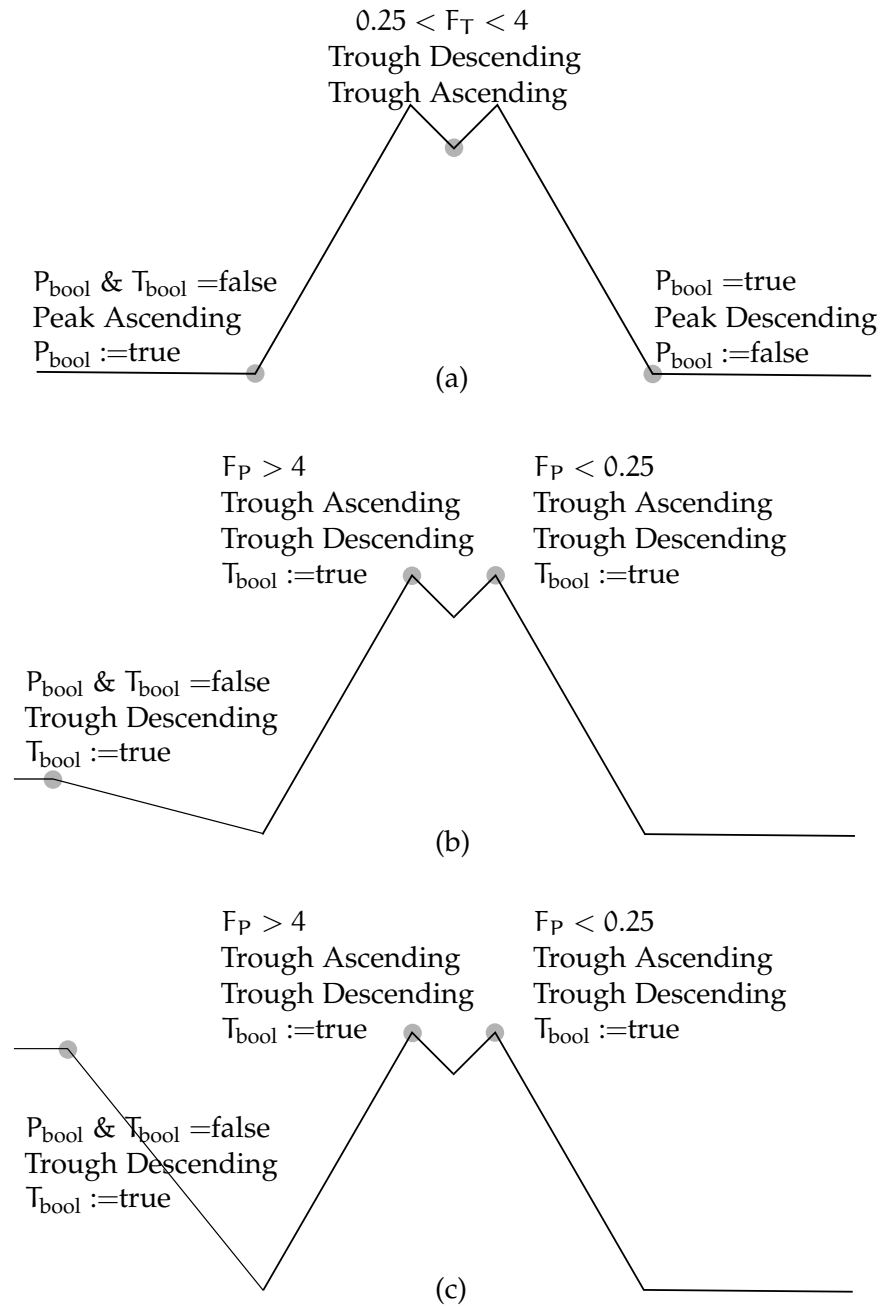 0.25 < F_T < 4
Trough Descending
Trough Ascending
P_bool & T_bool =false
Peak Ascending
P_bool :=true
P_bool =true
Peak Descending
P_bool :=false
(a)
F_P > 4
Trough Ascending
Trough Descending
T_bool :=true
F_P < 0.25
Trough Ascending
Trough Descending
T_bool :=true
P_bool & T_bool =false
Trough Descending
T_bool :=true
(b)
F_P > 4
Trough Ascending
Trough Descending
T_bool :=true
F_P < 0.25
Trough Ascending
Trough Descending
T_bool :=true
P_bool & T_bool =false
Trough Descending
T_bool :=true
(c)